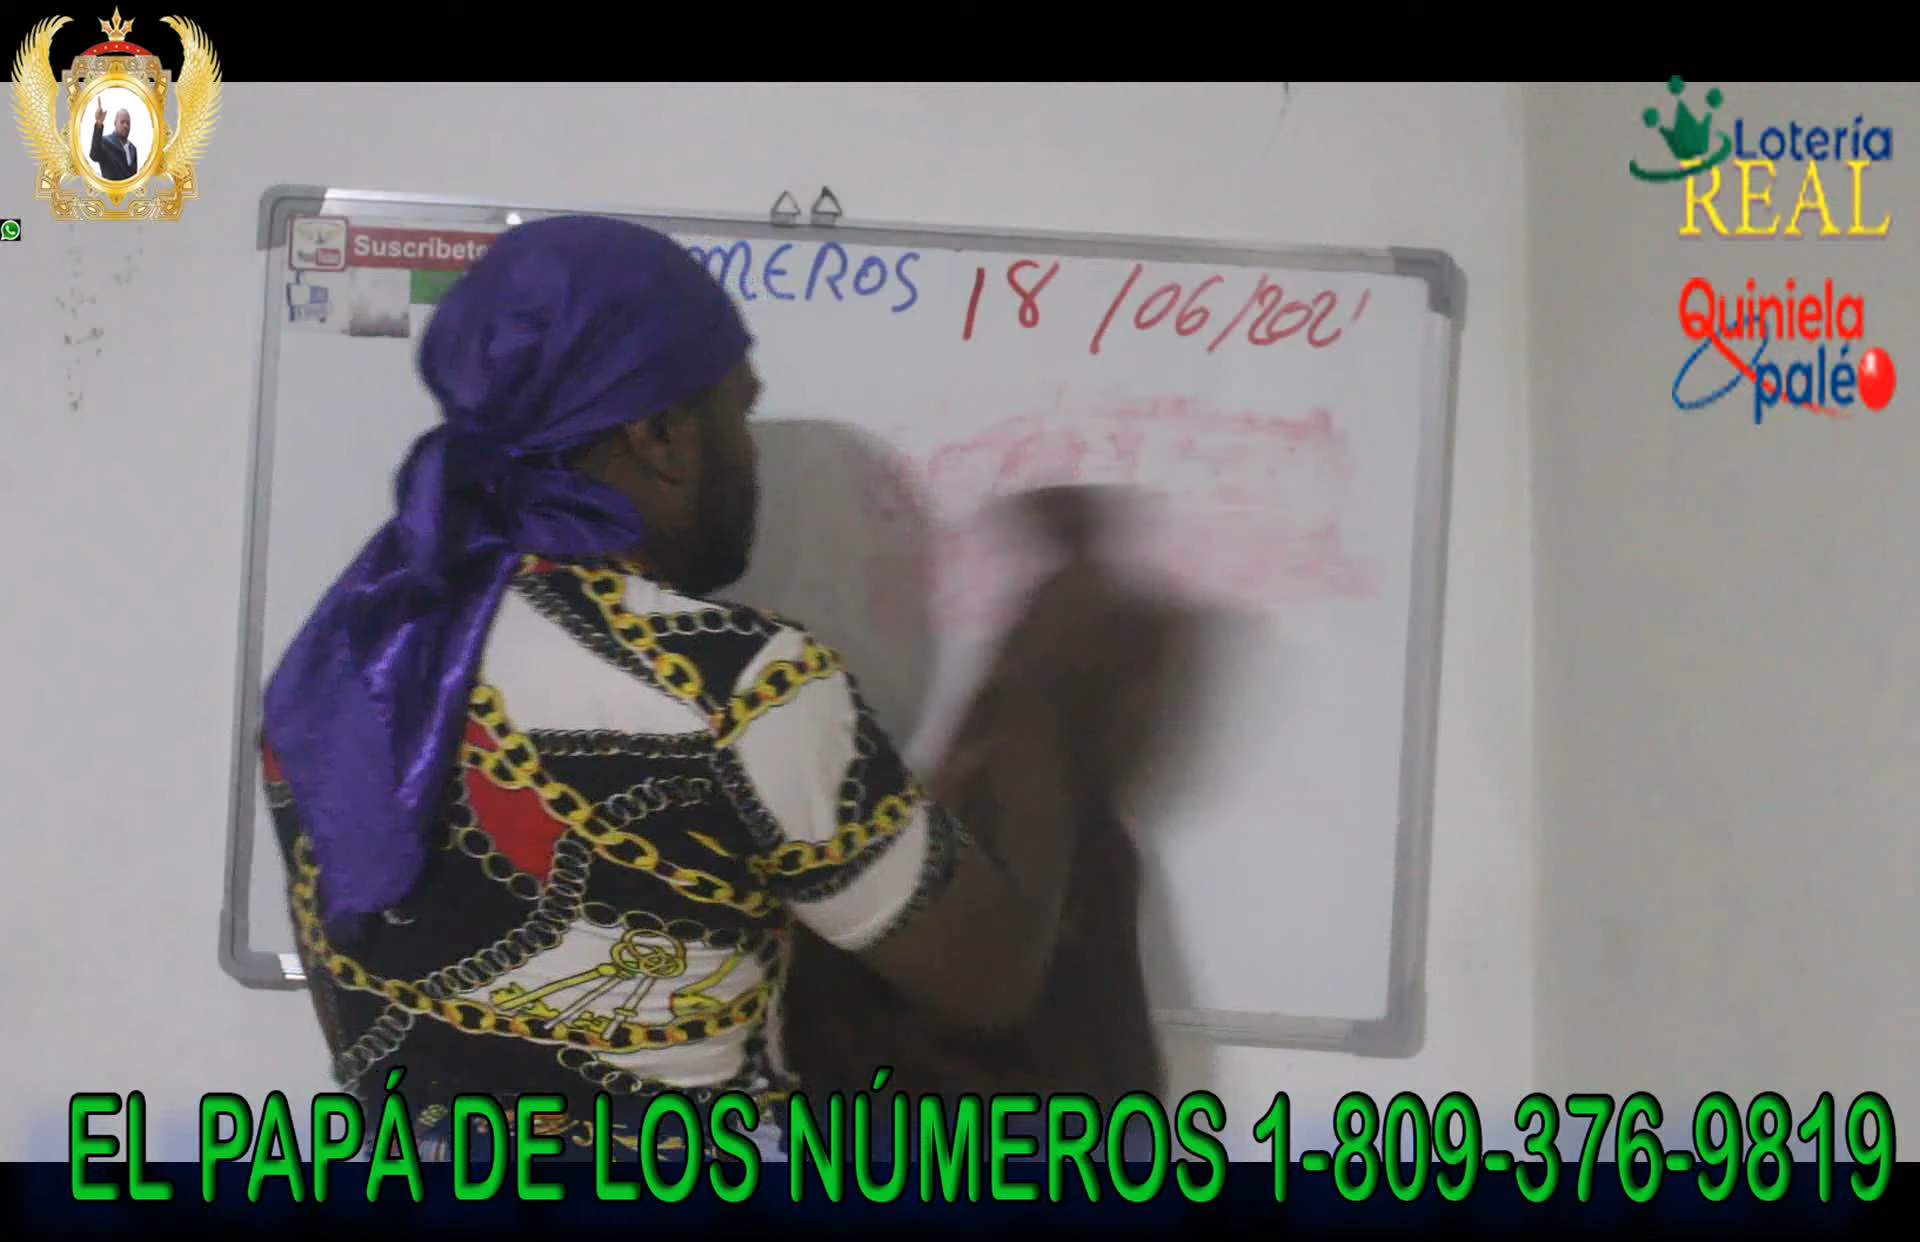 Lotería
REAL
Suscríbete
MEROS 18/06/2021
Quiniela
palé
EL PAPÁ DE LOS NÚMEROS 1-809-376-9819